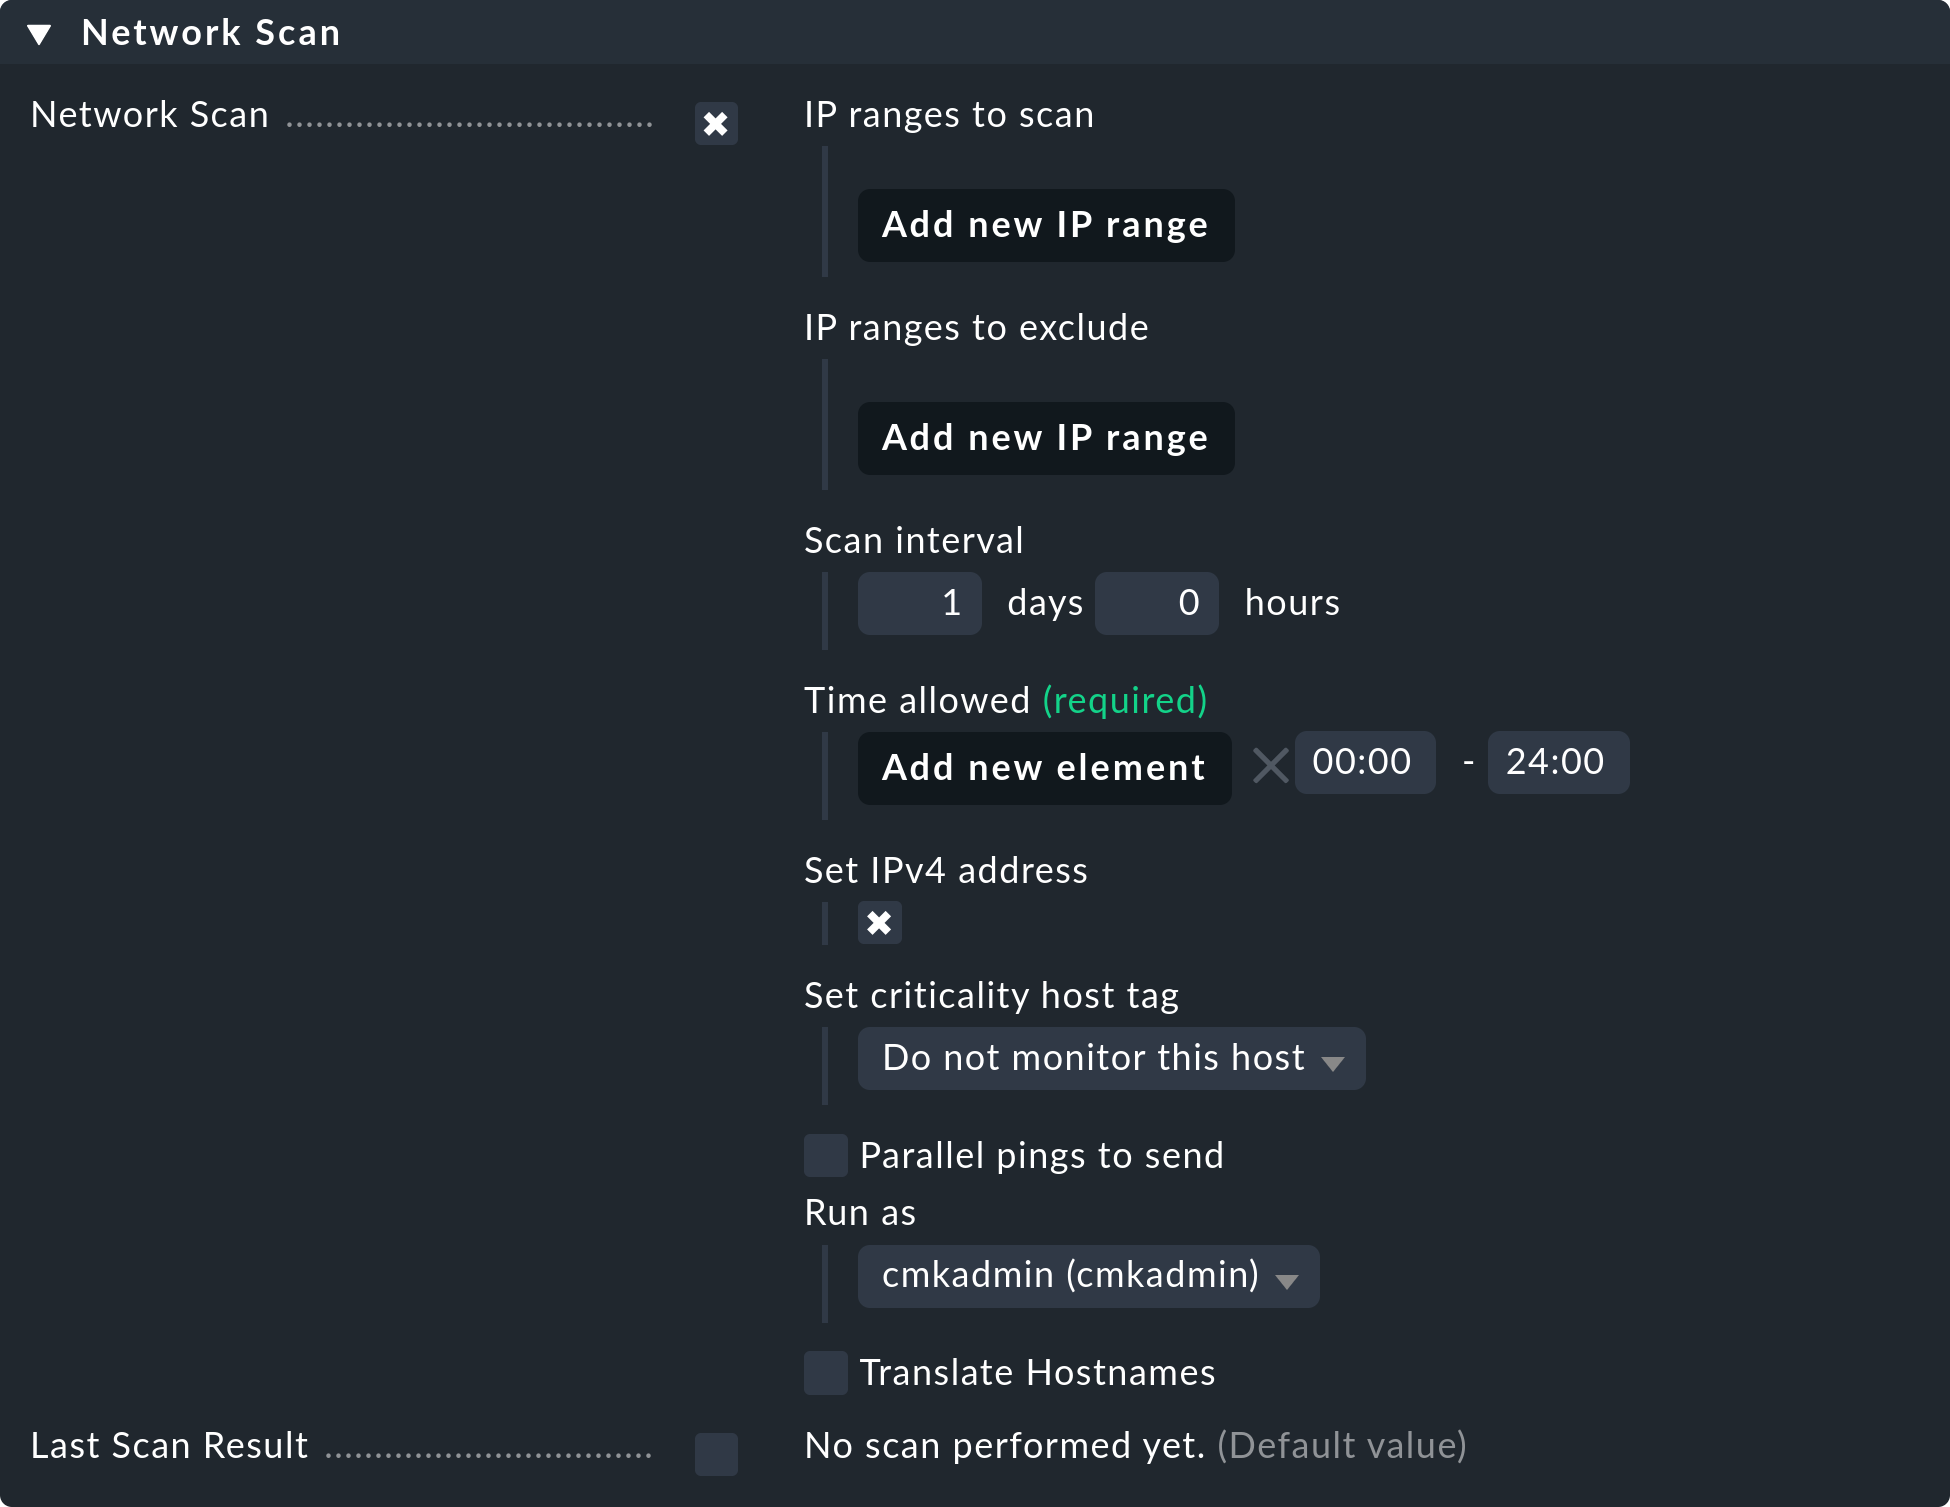 Network Scan
Network Scan
IP ranges to scan
Add new IP range
IP ranges to exclude
Add new IP range
Scan interval
1 days 0 hours
Time allowed (required)
Add new element 00:00 - 24:00
Set IPv4 address
Set criticality host tag
Do not monitor this host
Parallel pings to send
Run as
cmkadmin (cmkadmin)
Translate Hostnames
Last Scan Result No scan performed yet. (Default value)